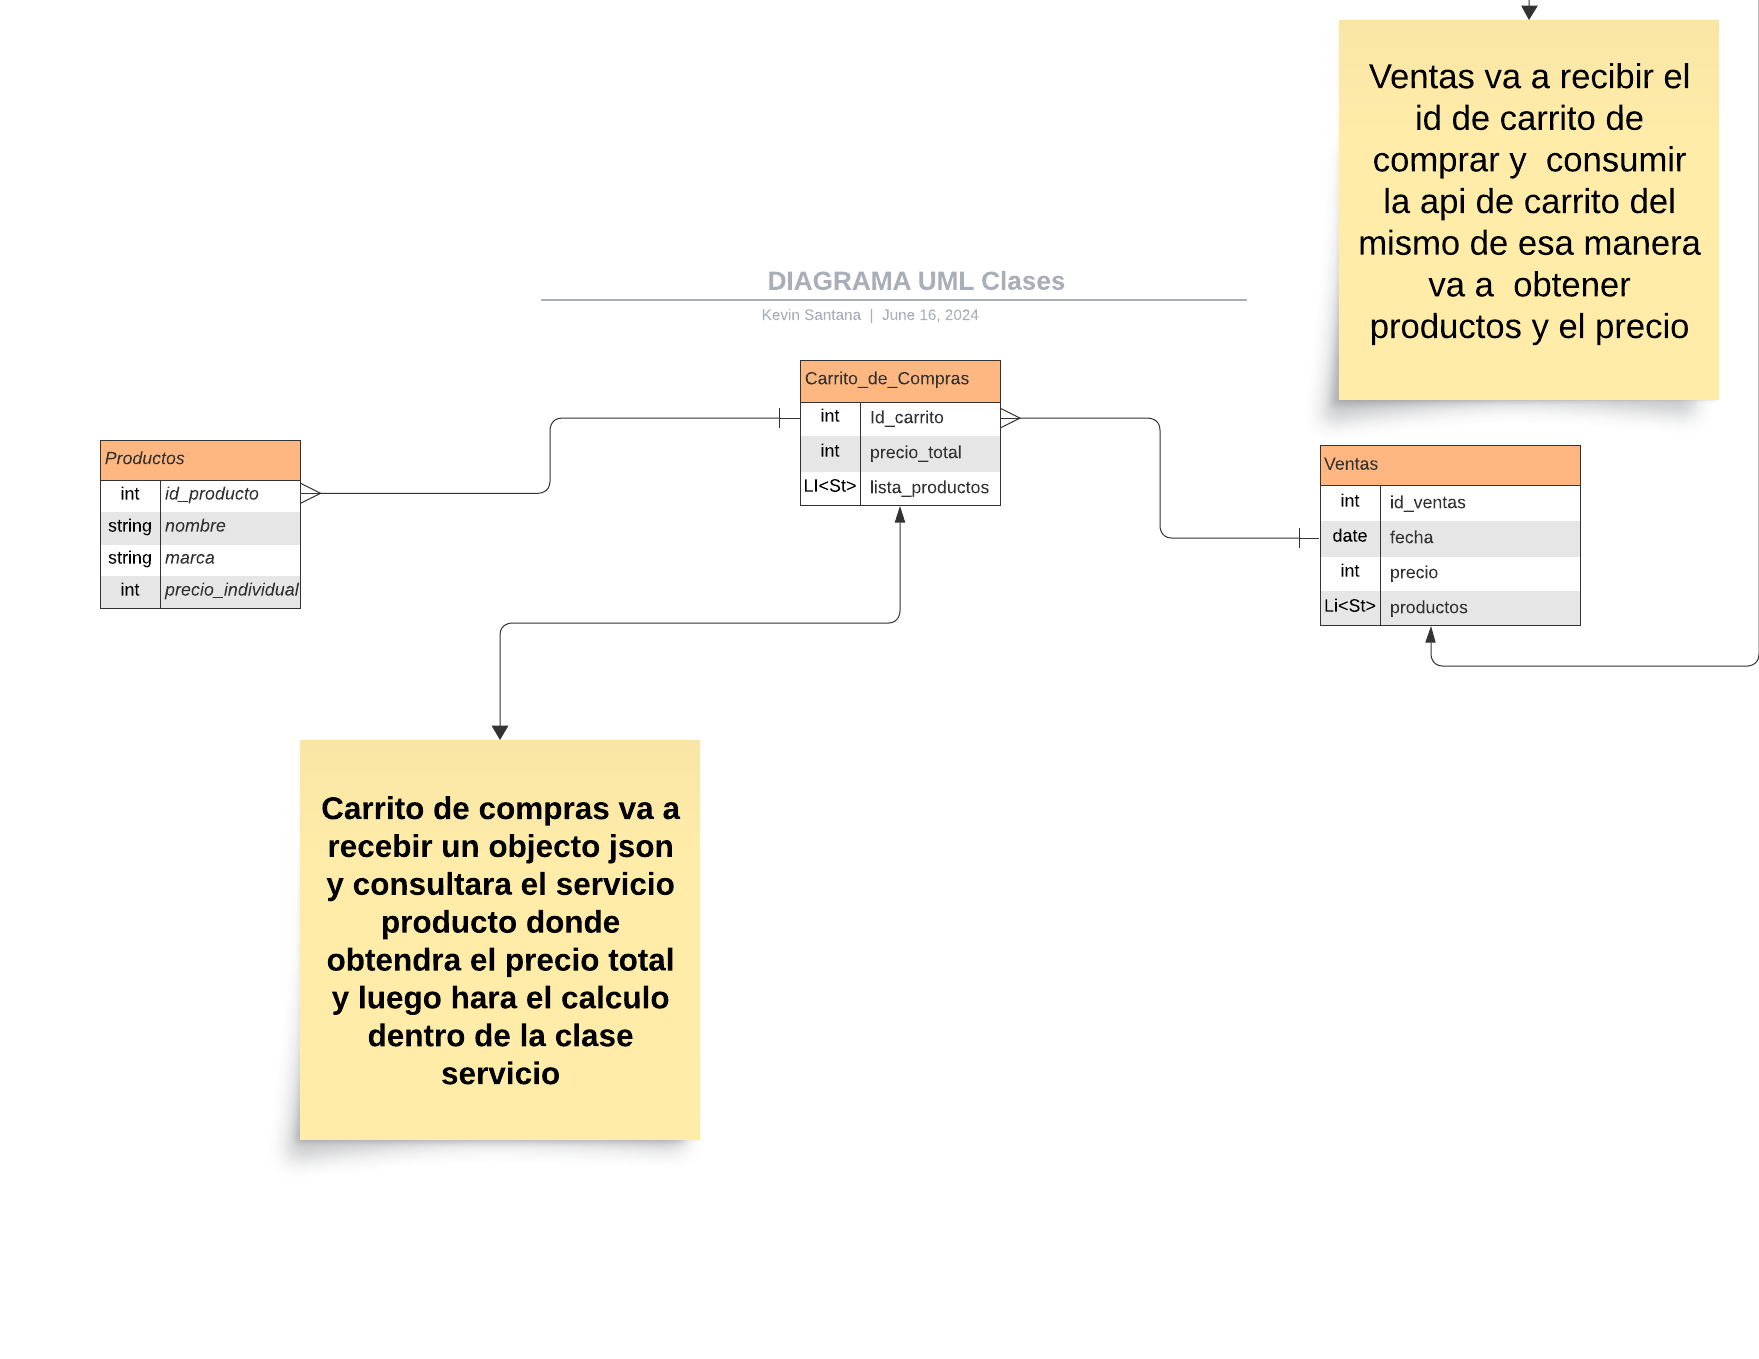 Ventas va a recibir el
id de carrito de
comprar y  consumir
la api de carrito del
mismo de esa manera
va a  obtener
productos y el precio
DIAGRAMA UML Clases
Kevin Santana  |  June 16, 2024
Productos
int id_producto
string nombre
string marca
int precio_individual
Carrito_de_Compras
int Id_carrito
int precio_total
LI<St> lista_productos
Ventas
int id_ventas
date fecha
int precio
Li<St> productos
Carrito de compras va a
recebir un objecto json
y consultara el servicio
producto donde
obtendra el precio total
y luego hara el calculo
dentro de la clase
servicio